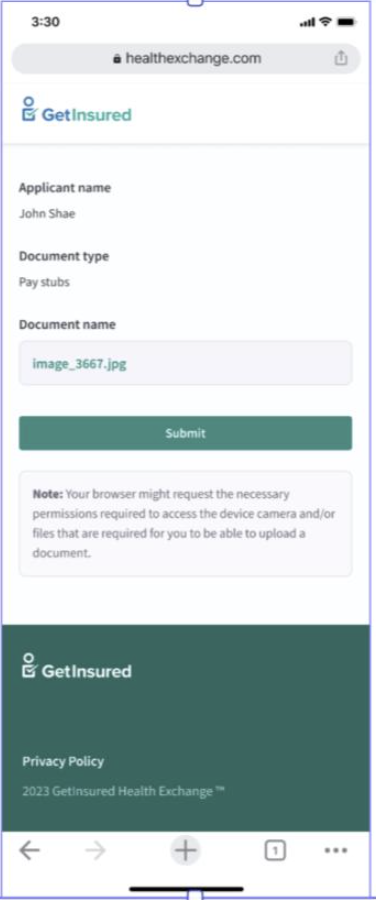 3:30
healthexchange.com
GetInsured
Applicant name
John Shae
Document type
Pay stubs
Document name
image_3667.jpg
Submit
Note: Your browser might request the necessary
permissions required to access the device camera and/or
files that are required for you to be able to upload a
document.
GetInsured
Privacy Policy
2023 GetInsured Health Exchange ™
1